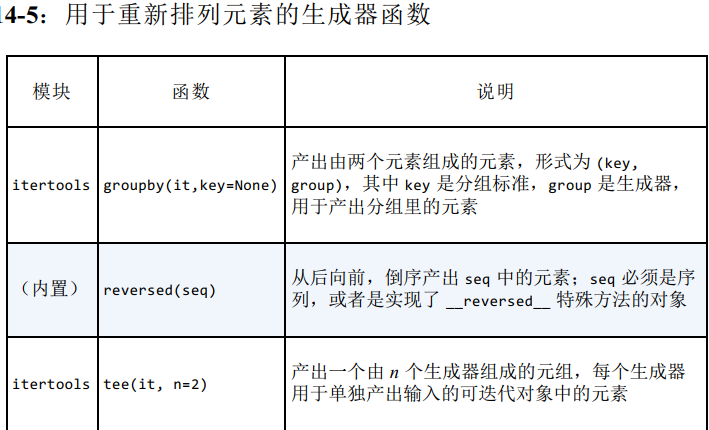 14-5：用于重新排列元素的生成器函数
模块 函数 说明
产出由两个元素组成的元素，形式为 (key,
itertools groupby(it,key=None) group)，其中 key 是分组标准，group 是生成器，
用于产出分组里的元素
（内置） reversed(seq) 从后向前，倒序产出 seq 中的元素；seq 必须是序
列，或者是实现了 __reversed__ 特殊方法的对象
itertools tee(it, n=2) 产出一个由 n 个生成器组成的元组，每个生成器
用于单独产出输入的可迭代对象中的元素